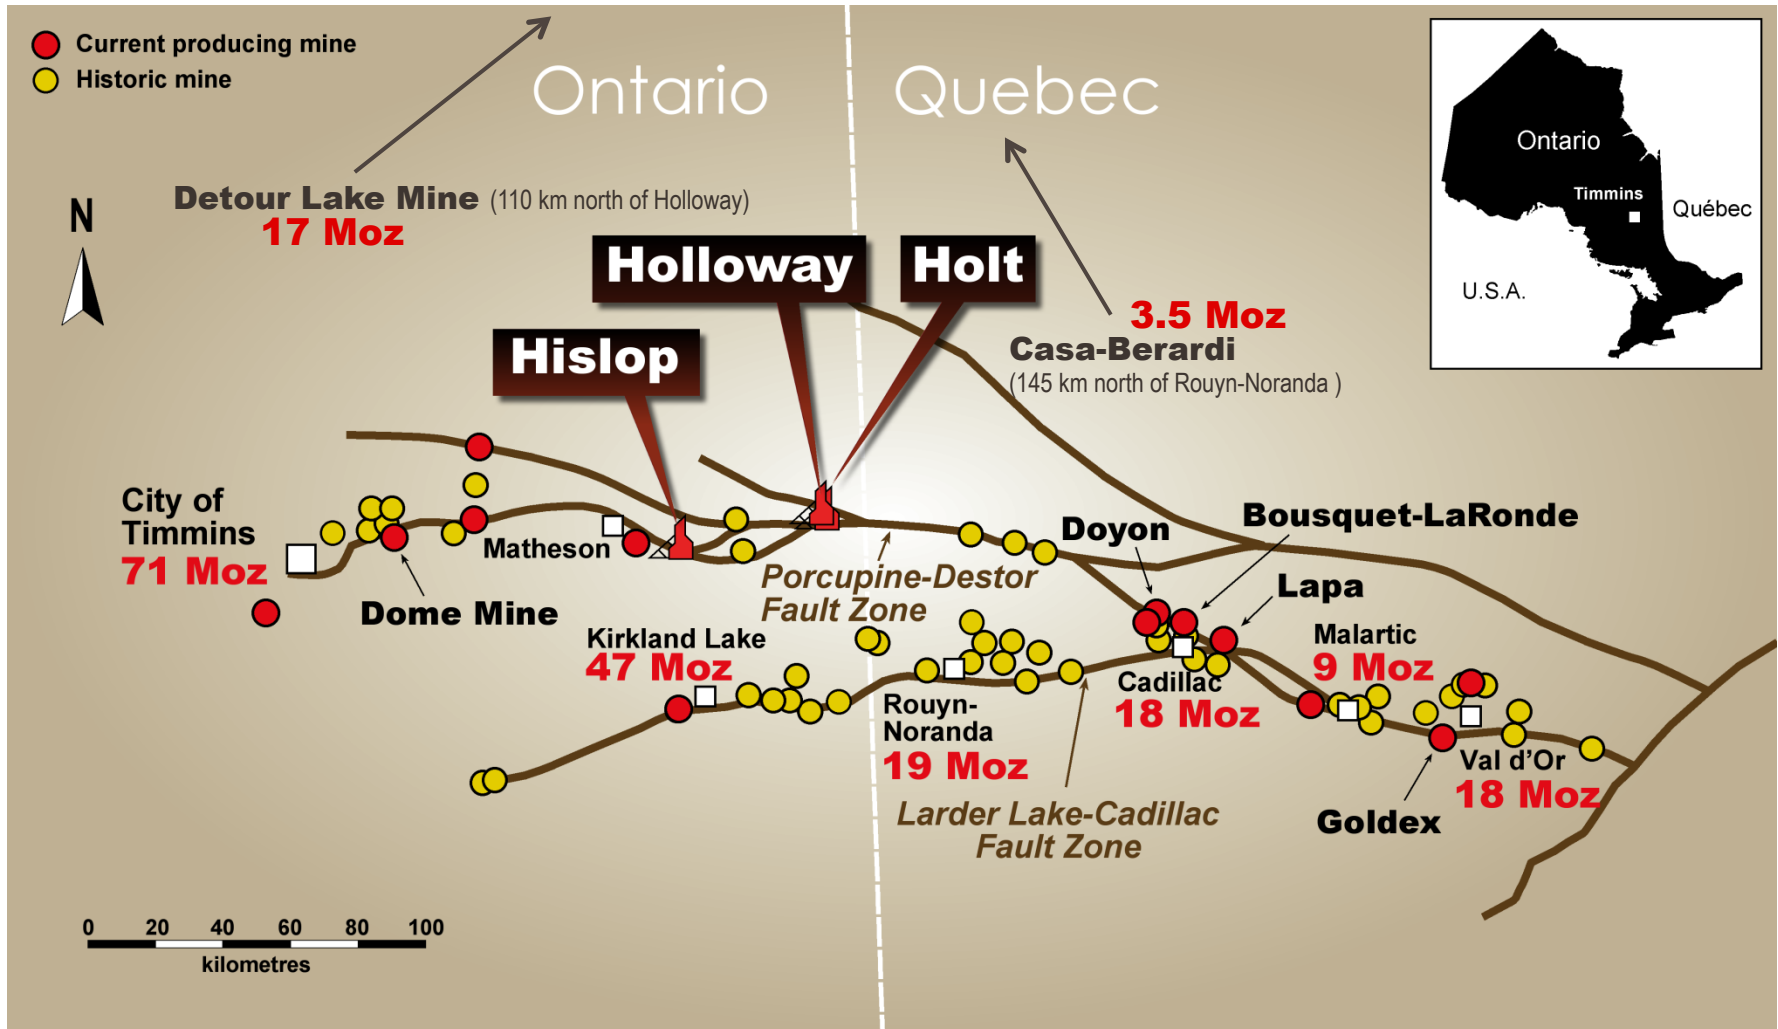 Current producing mine
Historic mine
Ontario
Quebec
Ontario
Timmins
Québec
U.S.A.
N
Detour Lake Mine (110 km north of Holloway)
17 Moz
Holloway
Holt
Hislop
3.5 Moz
Casa-Berardi
(145 km north of Rouyn-Noranda )
City of
Timmins
71 Moz
Matheson
Dome Mine
Porcupine-Destor
Fault Zone
Doyon
Bousquet-LaRonde
Lapa
Kirkland Lake
47 Moz
Malartic
9 Moz
Rouyn-
Noranda
19 Moz
Cadillac
18 Moz
Val d'Or
18 Moz
Goldex
Larder Lake-Cadillac
Fault Zone
0 20 40 60 80 100
kilometres